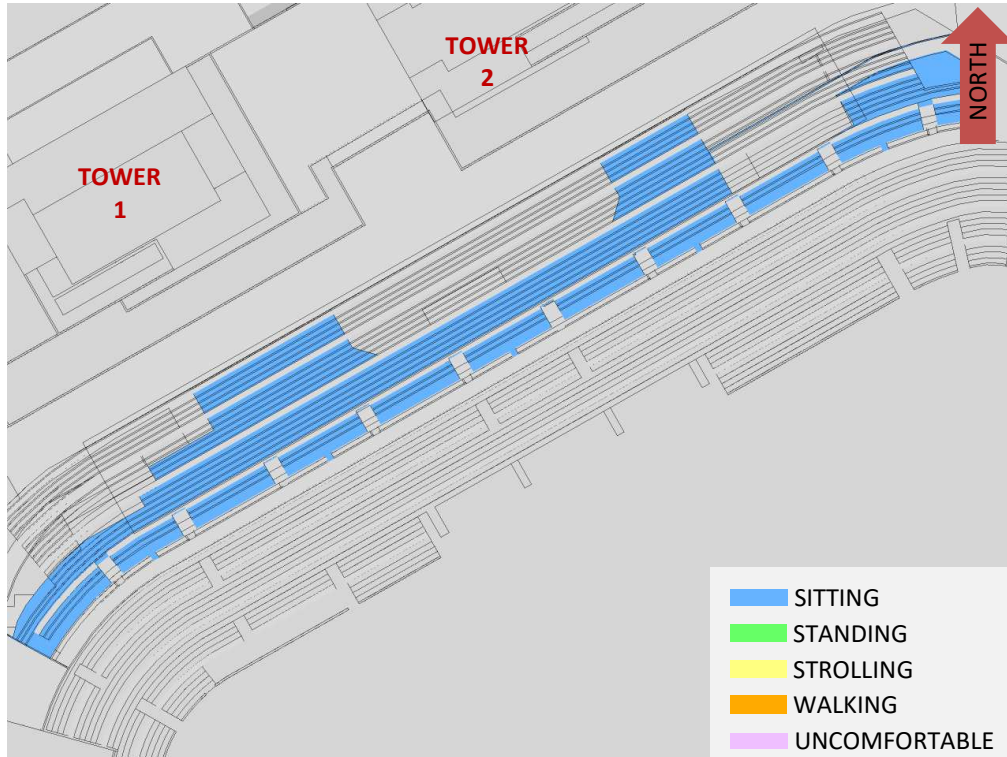 TOWER
2
NORTH
TOWER
1
SITTING
STANDING
STROLLING
WALKING
UNCOMFORTABLE